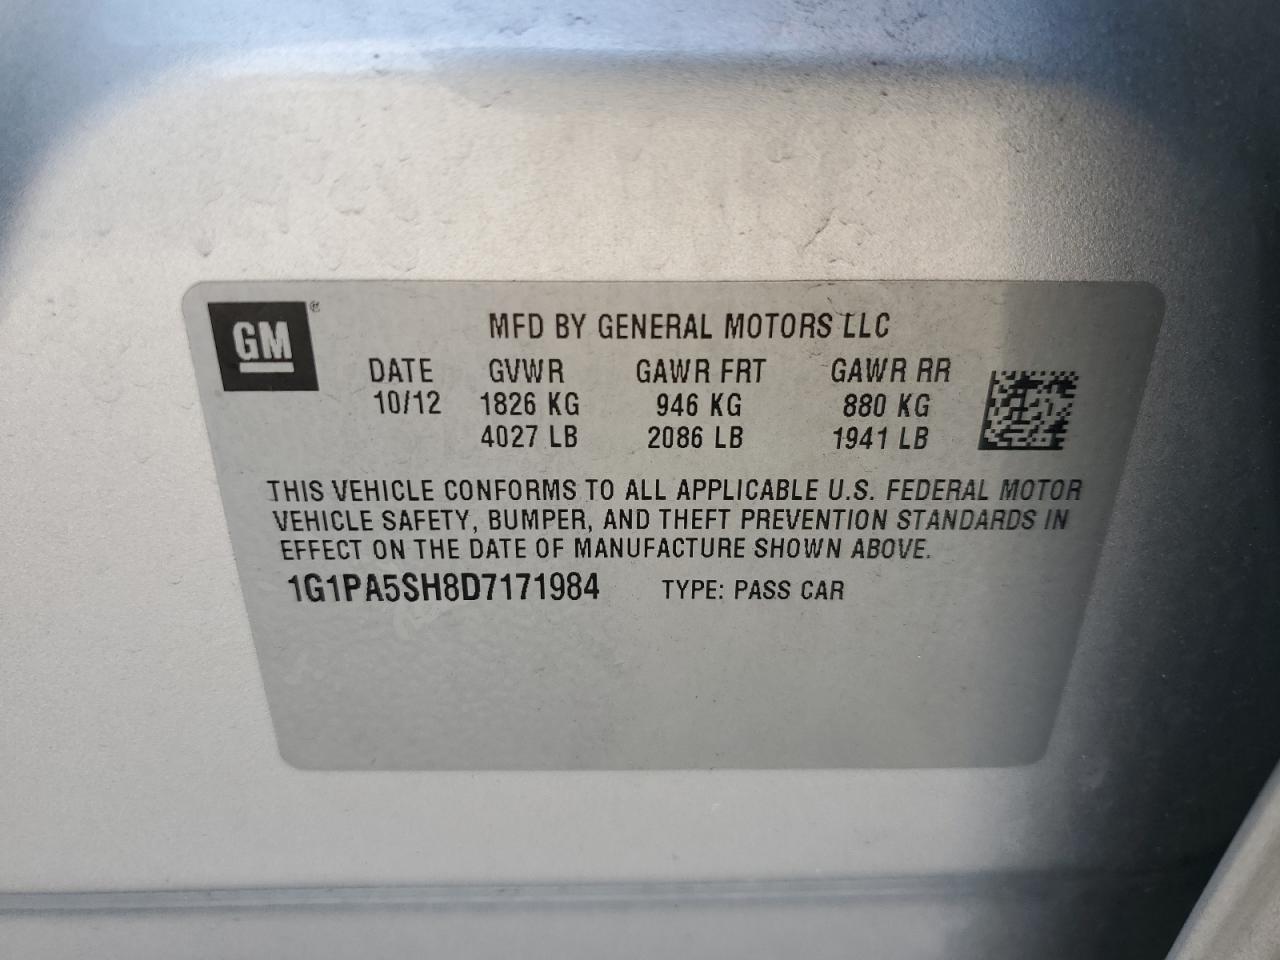 GM®
MFD BY GENERAL MOTORS LLC
DATE GVWR GAWR FRT GAWR RR
10/12 1826 KG 946 KG 880 KG
4027 LB 2086 LB 1941 LB
THIS VEHICLE CONFORMS TO ALL APPLICABLE U.S. FEDERAL MOTOR
VEHICLE SAFETY, BUMPER, AND THEFT PREVENTION STANDARDS IN
EFFECT ON THE DATE OF MANUFACTURE SHOWN ABOVE.
1G1PA5SH8D7171984 TYPE: PASS CAR